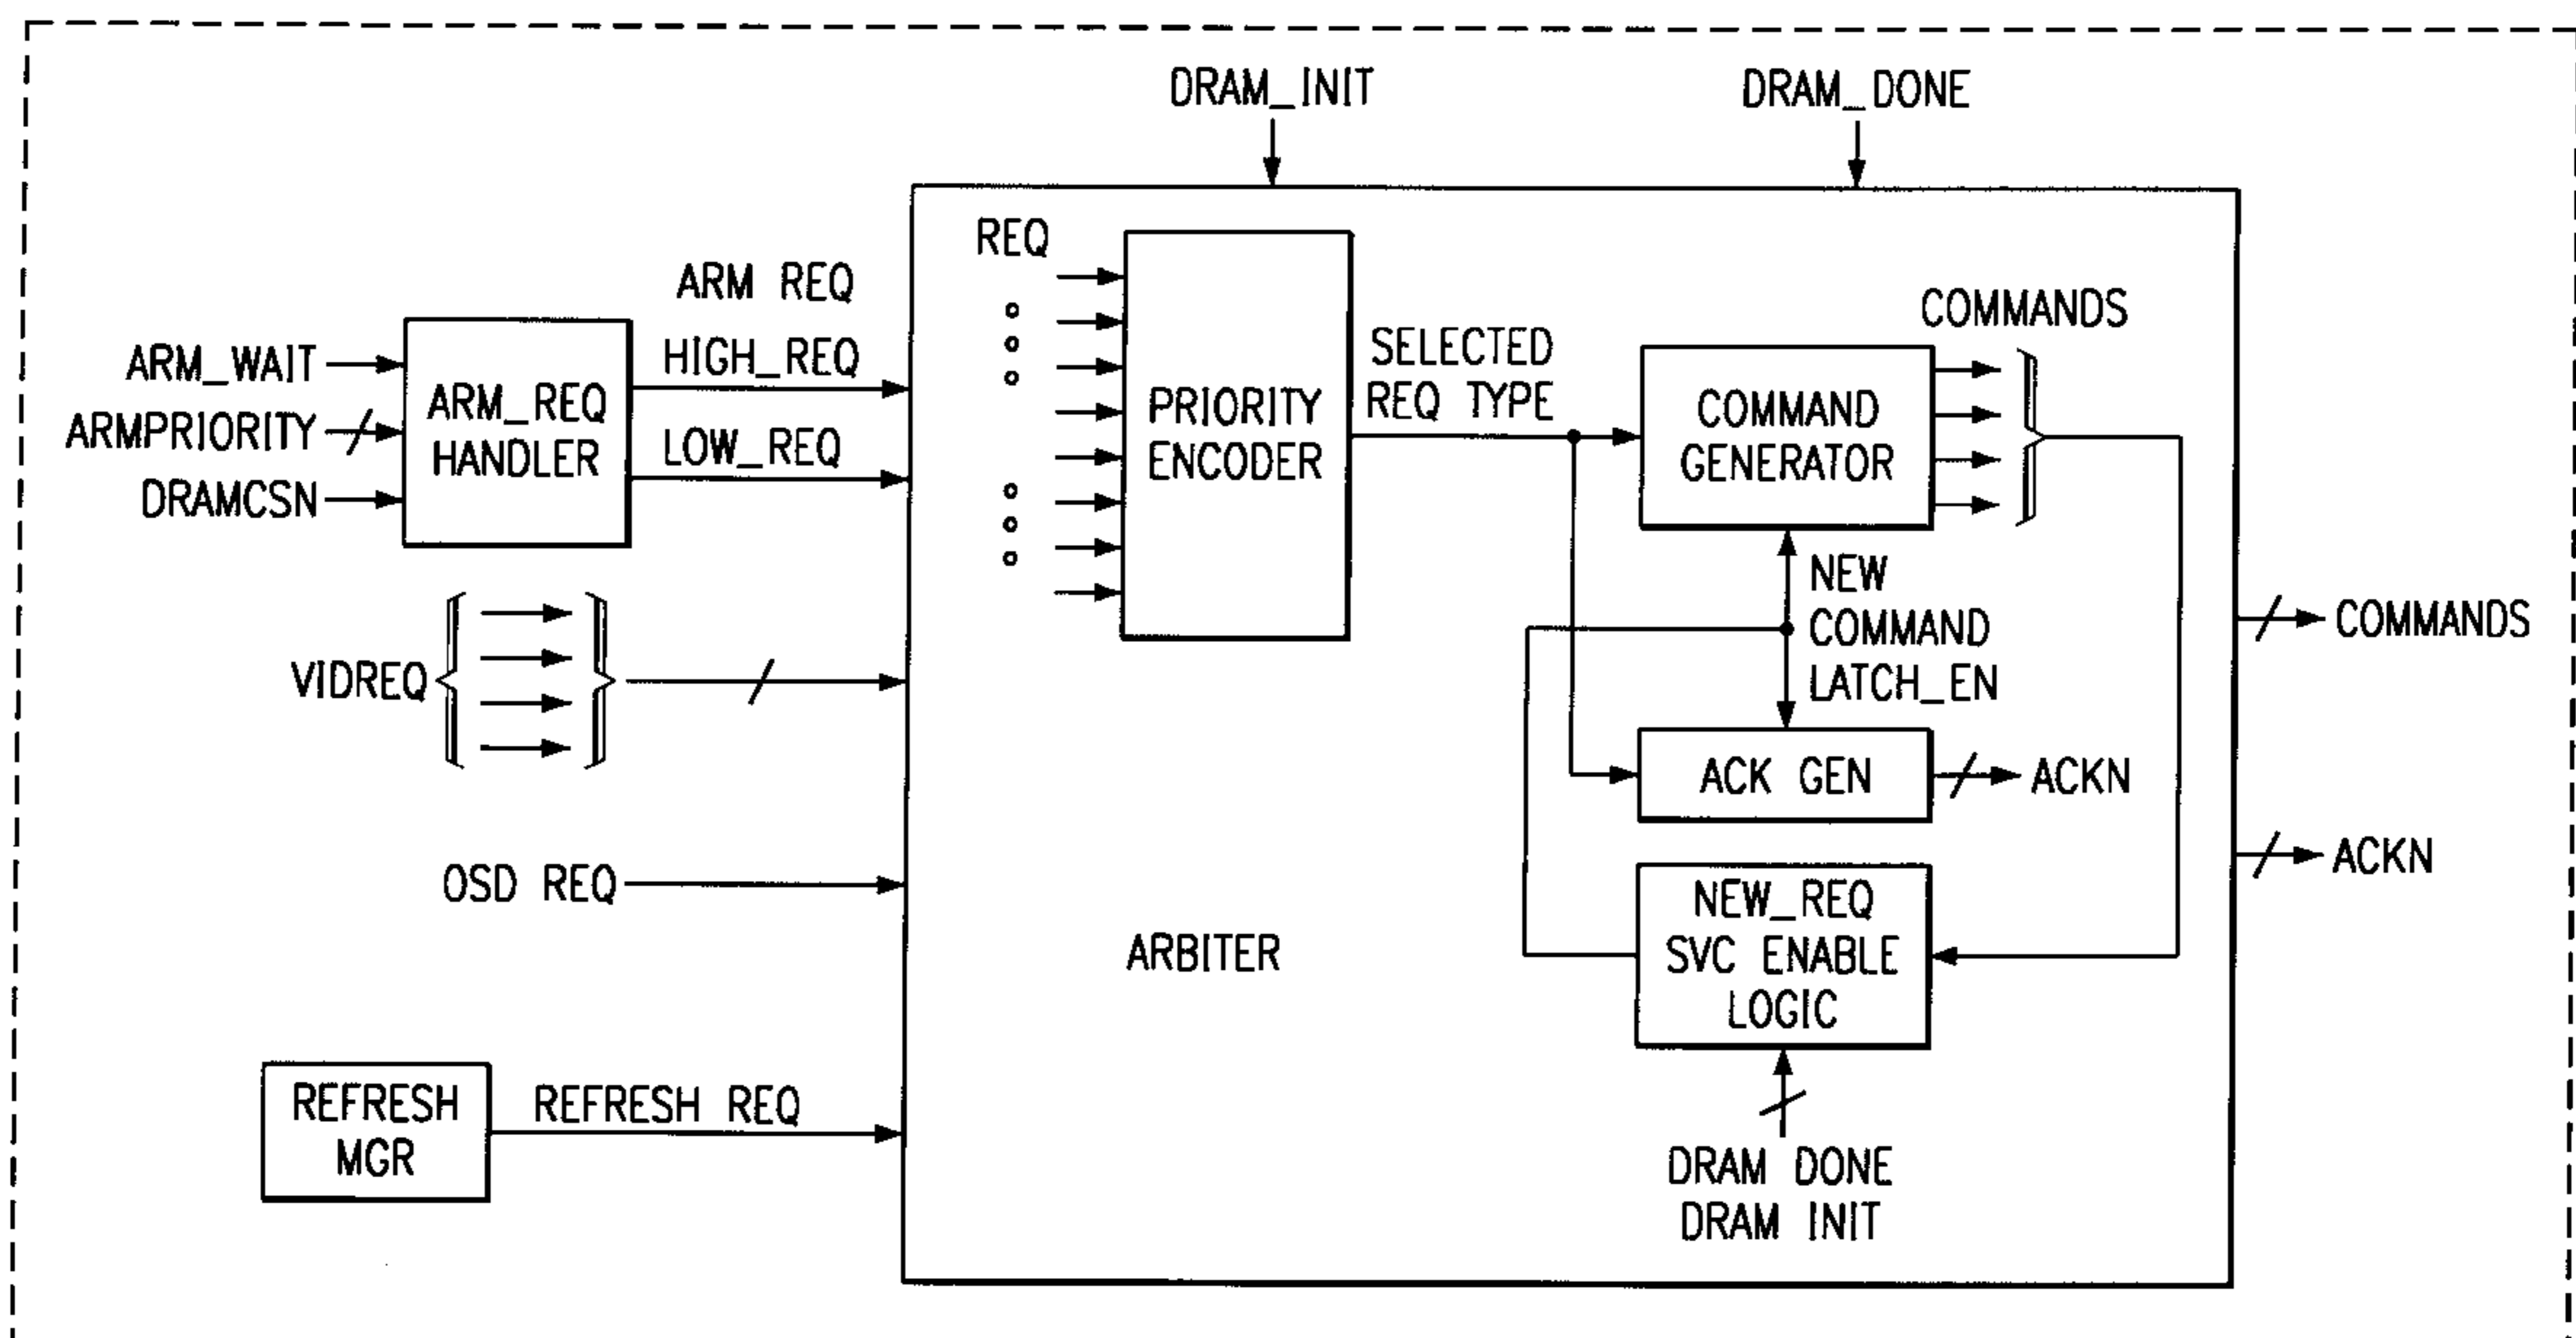 DRAM_INIT
DRAM_DONE
REQ
ARM REQ
HIGH_REQ
LOW_REQ
ARM_WAIT
ARMPRIORITY
DRAMCSN
ARM_REQ
HANDLER
PRIORITY
ENCODER
SELECTED
REQ TYPE
COMMAND
GENERATOR
COMMANDS
NEW
COMMAND
LATCH_EN
COMMANDS
VIDREQ
ACK GEN
ACKN
ACKN
OSD REQ
ARBITER
NEW_REQ
SVC ENABLE
LOGIC
REFRESH
MGR
REFRESH REQ
DRAM DONE
DRAM INIT